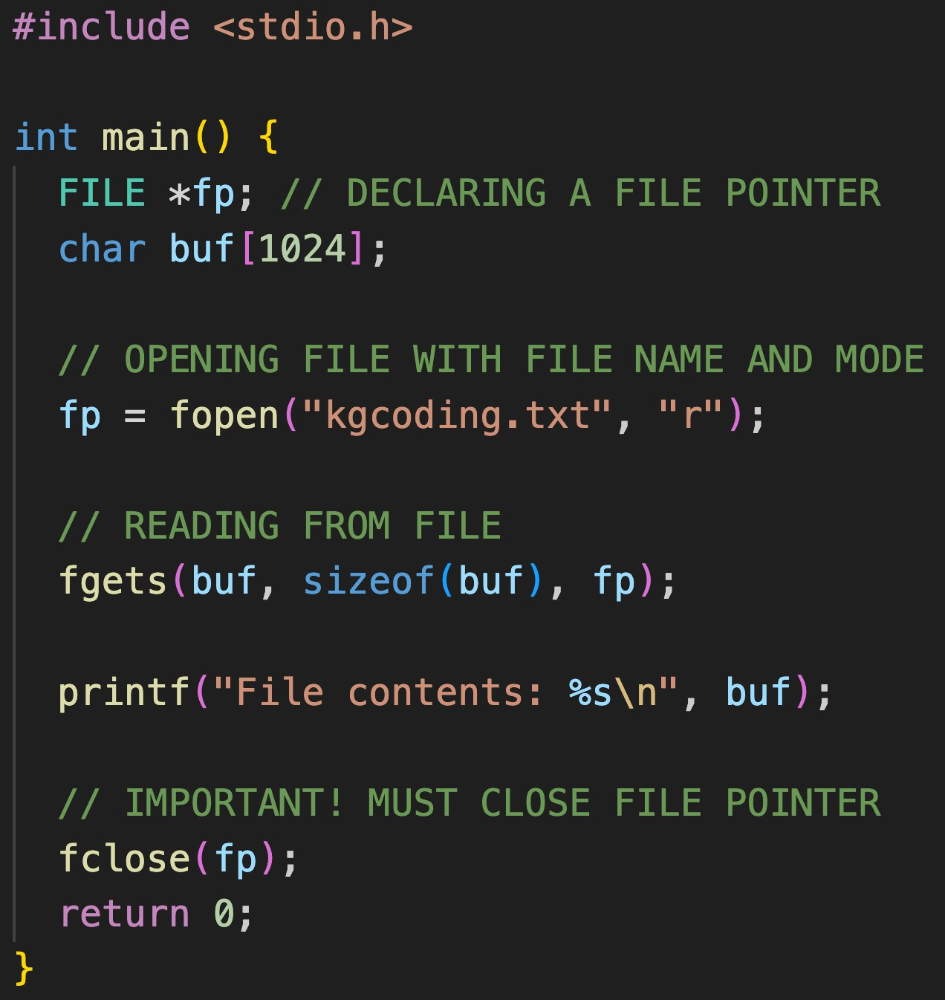 #include <stdio.h>
int main() {
FILE *fp; // DECLARING A FILE POINTER
char buf[1024];
// OPENING FILE WITH FILE NAME AND MODE
fp = fopen("kgcoding.txt", "r");
// READING FROM FILE
fgets(buf, sizeof(buf), fp);
printf("File contents: %s\n", buf);
// IMPORTANT! MUST CLOSE FILE POINTER
fclose(fp);
return 0;
}